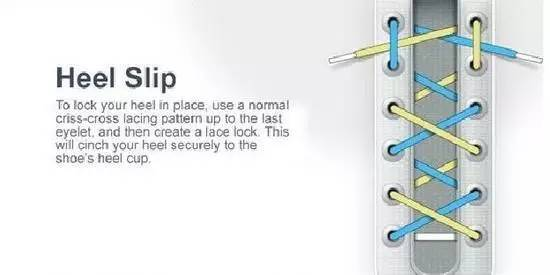 Heel Slip
To lock your heel in place, use a normal
criss-cross lacing pattern up to the last
eyelet, and then create a lace lock. This
will cinch your heel securely to the
shoe's heel cup.